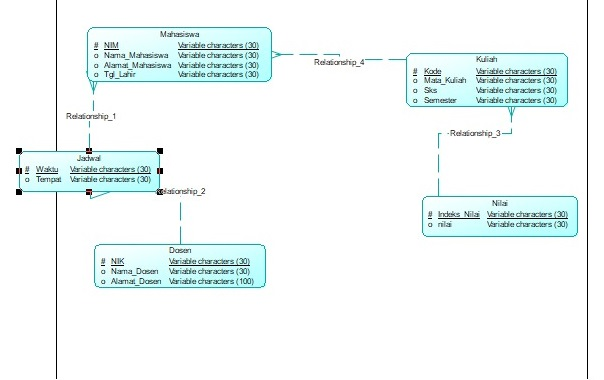 Mahasiswa
# NIM Variable characters (30)
o Nama_Mahasiswa Variable characters (30)
o Alamat_Mahasiswa Variable characters (30)
o Tgl_Lahir Variable characters (30)
Relationship_4
Kuliah
# Kode Variable characters (30)
o Mata_Kuliah Variable characters (30)
o Sks Variable characters (30)
o Semester Variable characters (30)
Relationship_1
Relationship_3
Jadwal
# Waktu Variable characters (30)
o Tempat Variable characters (30)
elationship_2
Nilai
# Indeks_Nilai Variable characters (30)
o nilai Variable characters (30)
Dosen
# NIK Variable characters (30)
o Nama_Dosen Variable characters (30)
o Alamat_Dosen Variable characters (100)